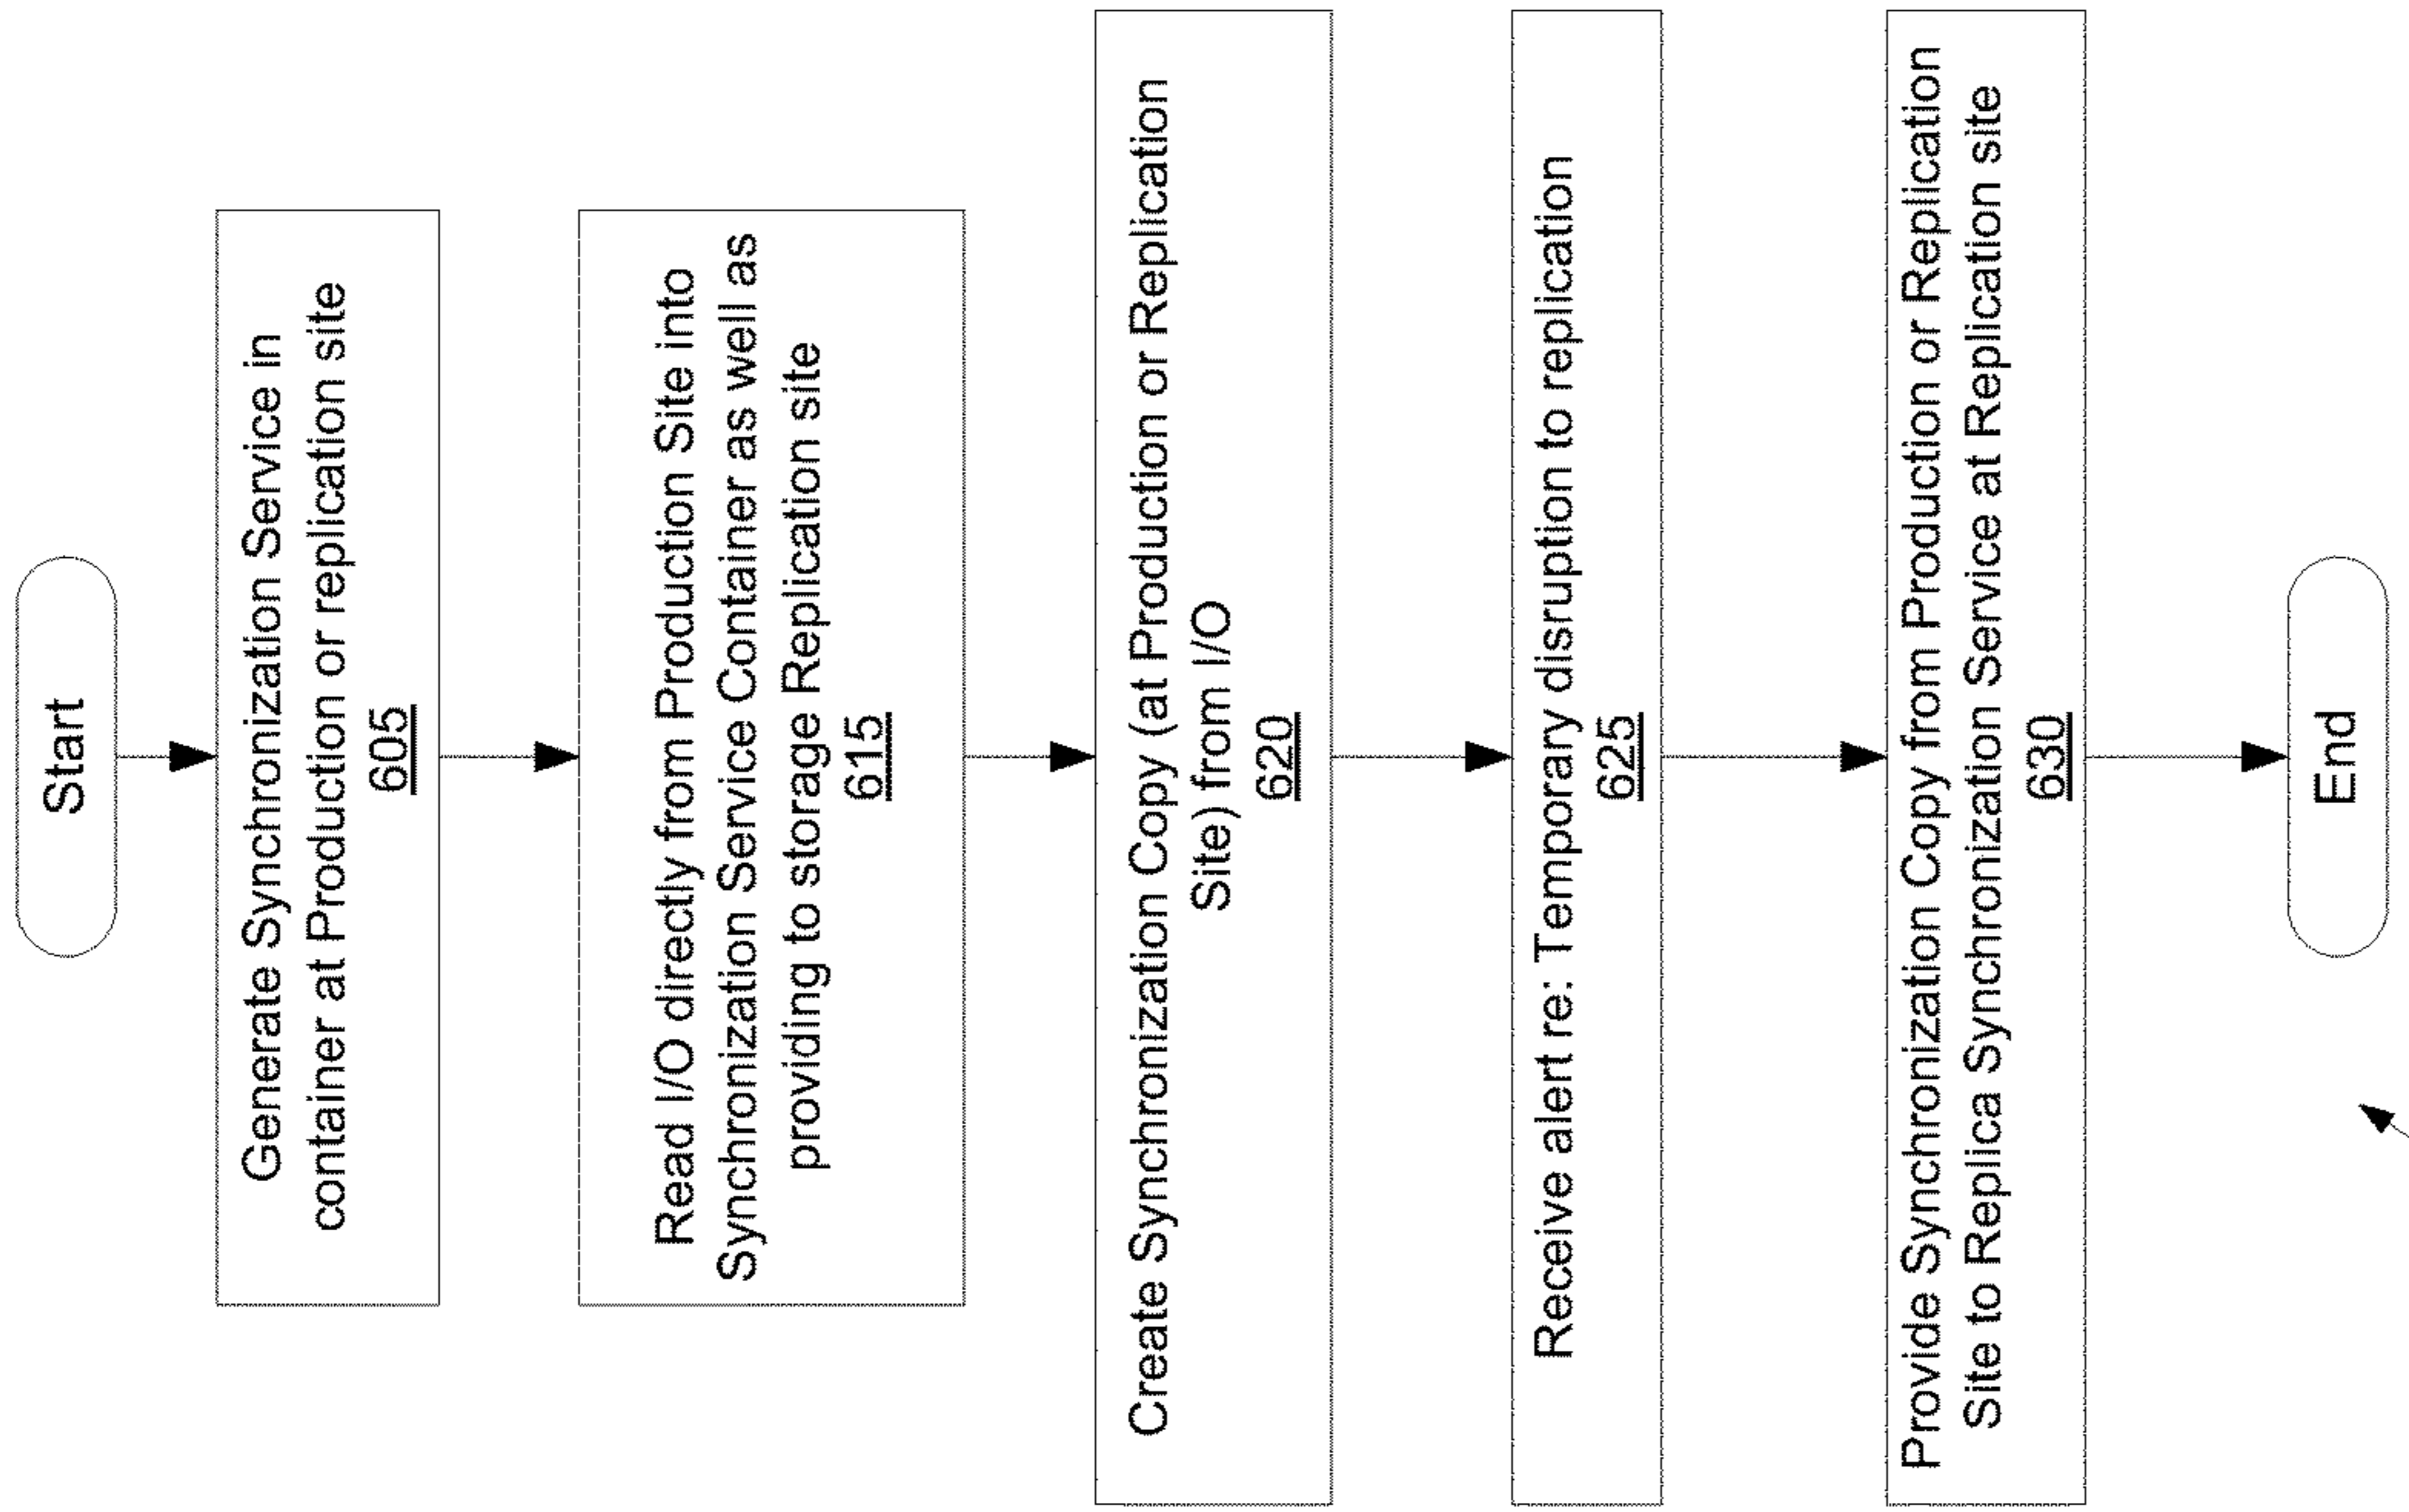 Start
Generate Synchronization Service in
container at Production or replication site
605
Read I/O directly from Production Site into
Synchronization Service Container as well as
providing to storage Replication site
615
Create Synchronization Copy (at Production or Replication
Site) from I/O
620
Receive alert re: Temporary disruption to replication
625
Provide Synchronization Copy from Production or Replication
Site to Replica Synchronization Service at Replication site
630
End